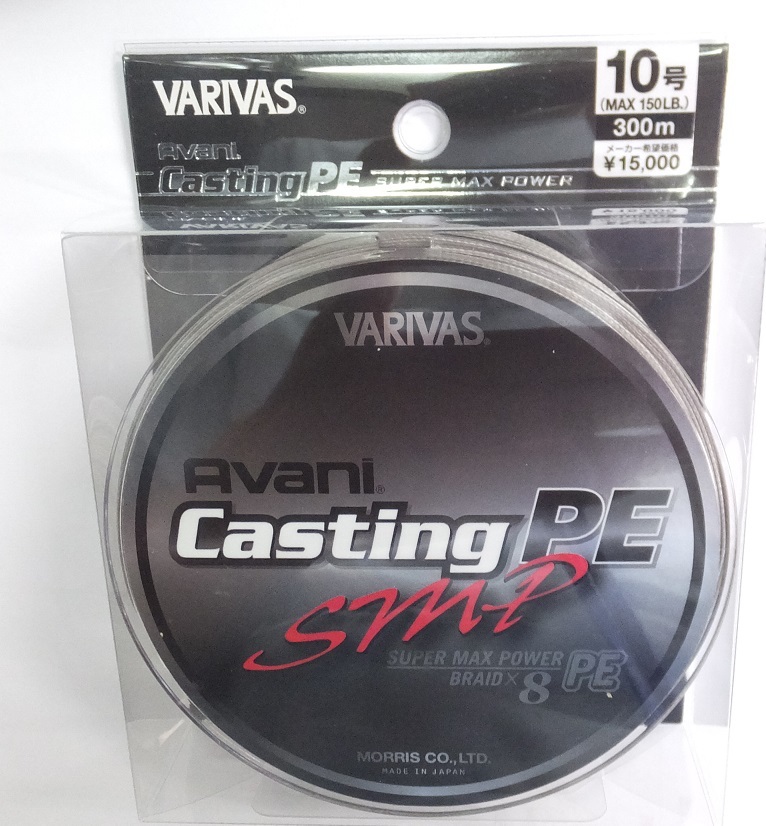 VARIVAS®
Avani
Casting PE SUPER MAX POWER
10号
(MAX 150LB.)
300m
メーカー希望価格
¥15,000
VARIVAS®
Avani®
Casting PE
SMP
SUPER MAX POWER PE
BRAID×8
MORRIS CO.,LTD.
MADE IN JAPAN